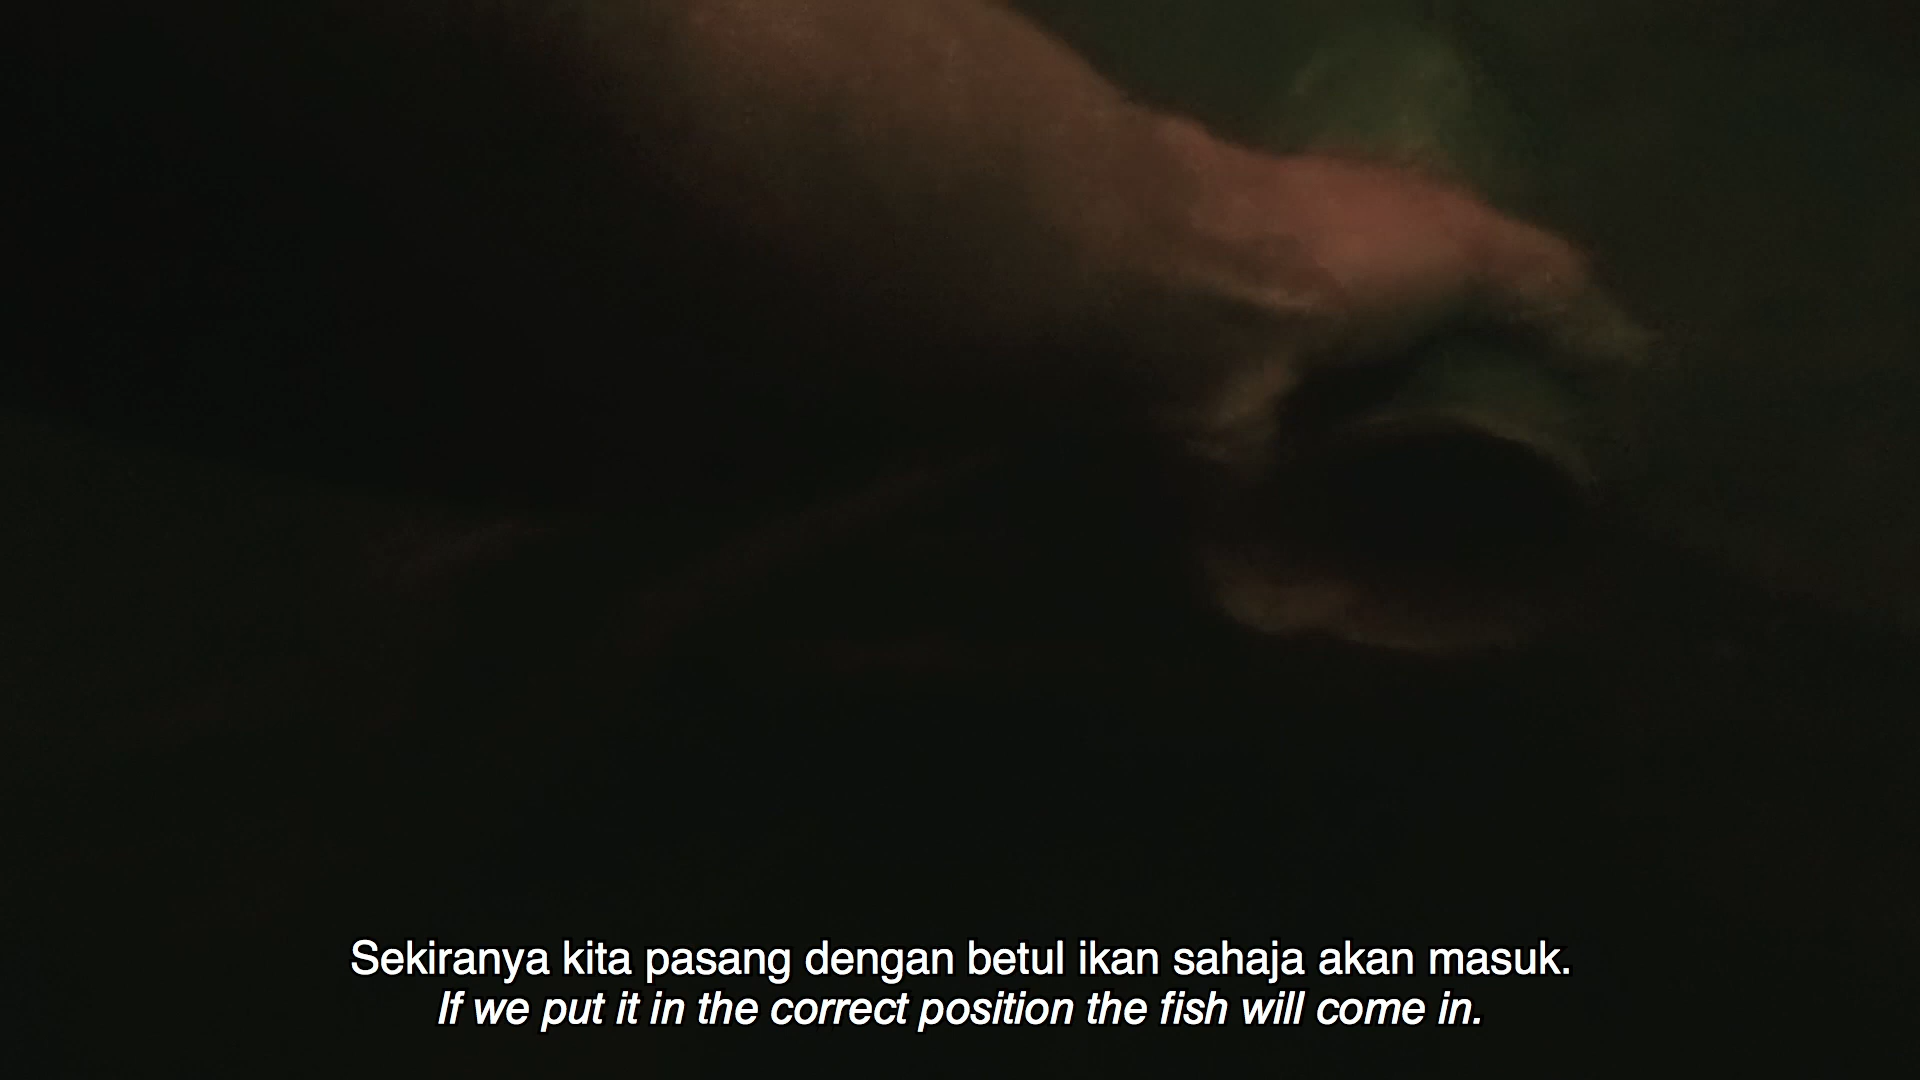 Sekiranya kita pasang dengan betul ikan sahaja akan masuk.
If we put it in the correct position the fish will come in.